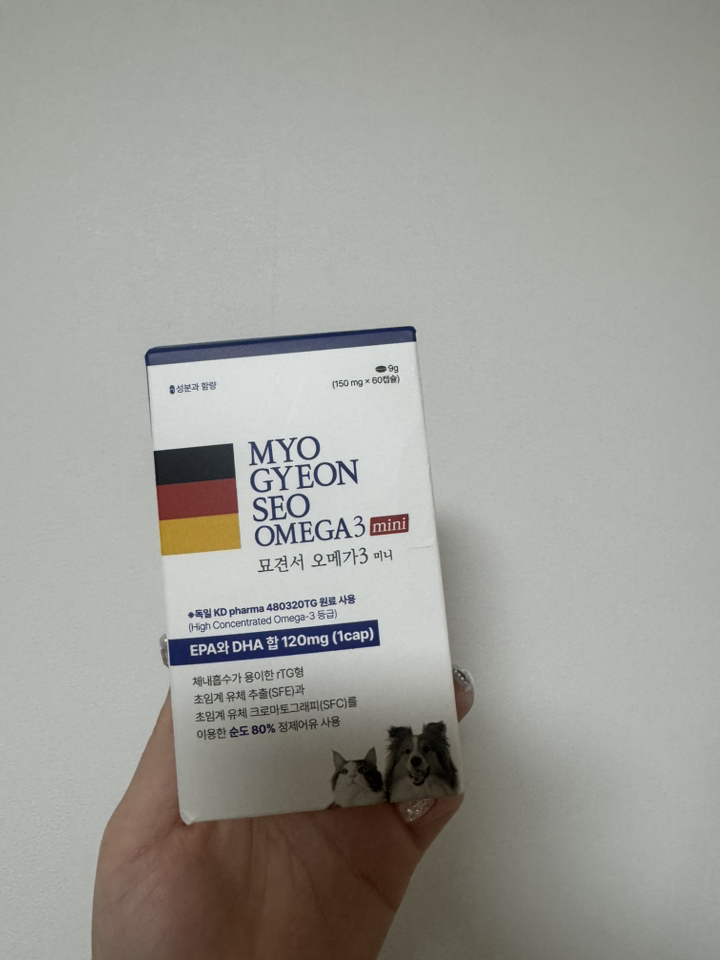 성분과 함량
9g
(150 mg × 60캡슐)
MYO
GYEON
SEO
OMEGA3 mini
묘견서 오메가3 미니
※독일 KD pharma 480320TG 원료 사용
(High Concentrated Omega-3 등급)
EPA와 DHA 합 120mg (1cap)
체내흡수가 용이한 rTG형
초임계 유체 추출(SFE)과
초임계 유체 크로마토그래피(SFC)를
이용한 순도 80% 정제어유 사용